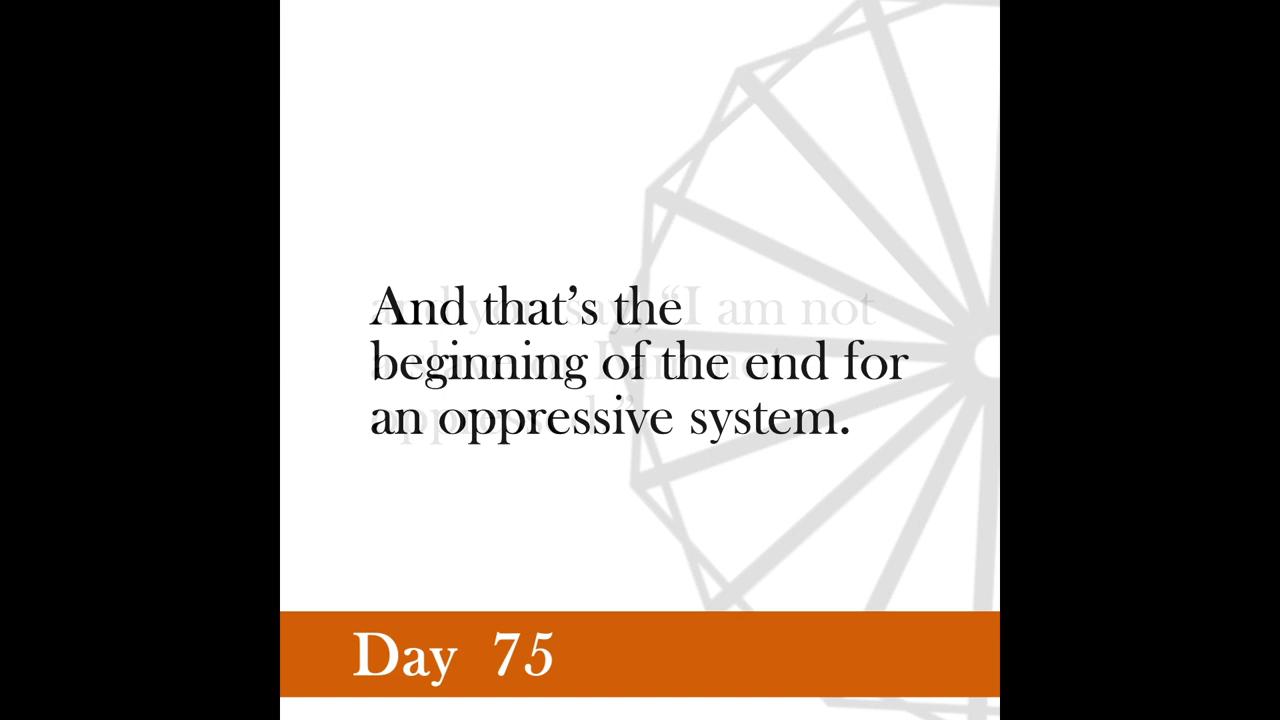 And that's the
beginning of the end for
an oppressive system.
Day 75